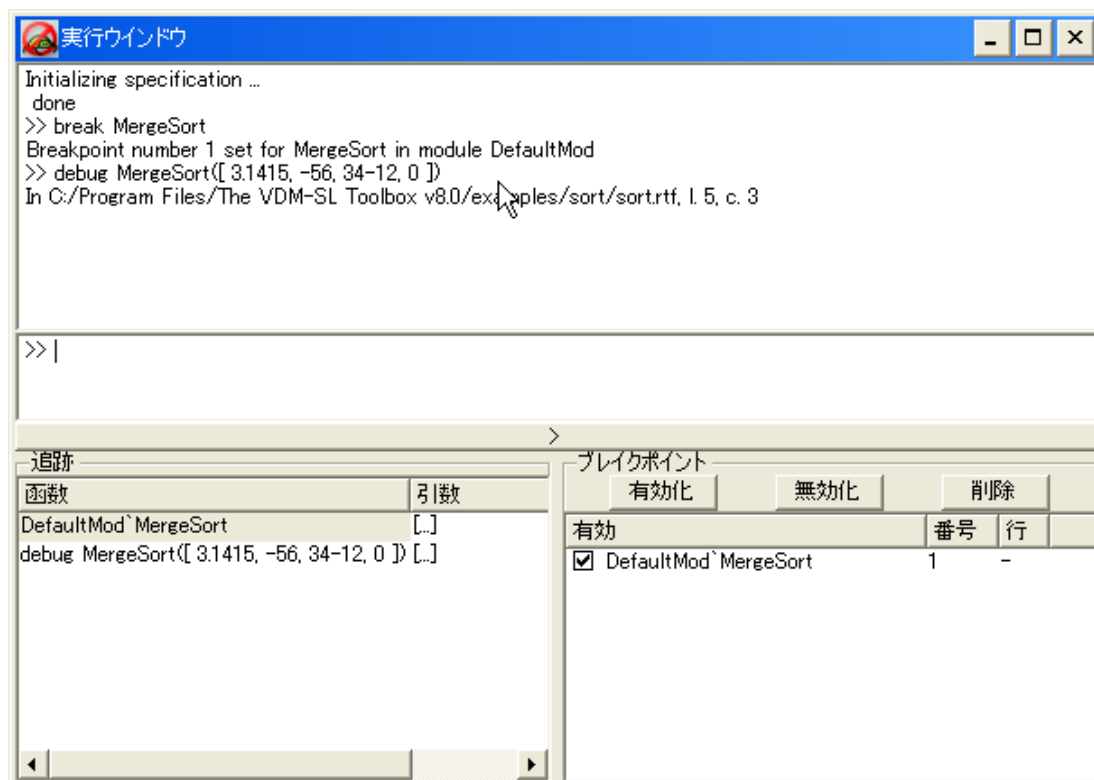 実行ウインドウ
Initializing specification ...
done
>> break MergeSort
Breakpoint number 1 set for MergeSort in module DefaultMod
>> debug MergeSort([ 3.1415, -56, 34-12, 0 ])
In C:/Program Files/The VDM-SL Toolbox v8.0/examples/sort/sort.rtf, l. 5, c. 3
>>
>
追跡
函数 引数
DefaultMod`MergeSort [...]
debug MergeSort([ 3.1415, -56, 34-12, 0 ]) [...]
ブレイクポイント
有効化 無効化 削除
有効 番号 行
DefaultMod`MergeSort 1 -